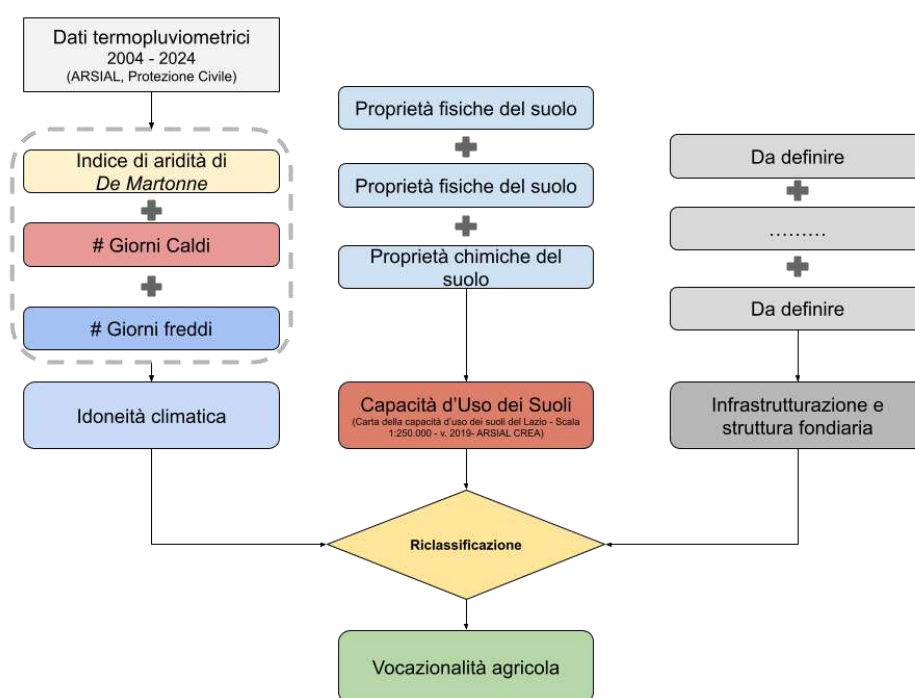 Dati termopluviometrici
2004 - 2024
(ARSIAL, Protezione Civile)
Indice di aridità di
De Martonne
# Giorni Caldi
# Giorni freddi
Idoneità climatica
Proprietà fisiche del suolo
Proprietà fisiche del suolo
Proprietà chimiche del
suolo
Capacità d'Uso dei Suoli
(Carta della capacità d'uso dei suoli del Lazio - Scala
1:250.000 - v. 2019- ARSIAL CREA)
Da definire
………
Da definire
Infrastrutturazione e
struttura fondiaria
Riclassificazione
Vocazionalità agricola